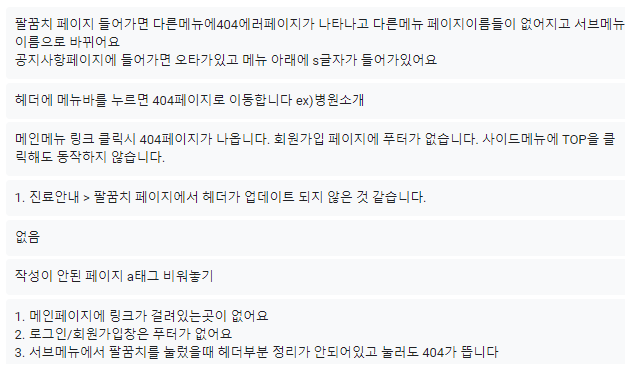 팔꿈치 페이지 들어가면 다른메뉴에404에러페이지가 나타나고 다른메뉴 페이지이름들이 없어지고 서브메뉴
이름으로 바뀌어요
공지사항페이지에 들어가면 오타가있고 메뉴 아래에 s글자가 들어가있어요
헤더에 메뉴바를 누르면 404페이지로 이동합니다 ex)병원소개
메인메뉴 링크 클릭시 404페이지가 나옵니다. 회원가입 페이지에 푸터가 없습니다. 사이드메뉴에 TOP을 클
릭해도 동작하지 않습니다.
1. 진료안내 > 팔꿈치 페이지에서 헤더가 업데이트 되지 않은 것 같습니다.
없음
작성이 안된 페이지 a태그 비워놓기
1. 메인페이지에 링크가 걸려있는곳이 없어요
2. 로그인/회원가입창은 푸터가 없어요
3. 서브메뉴에서 팔꿈치를 눌렀을때 헤더부분 정리가 안되어있고 눌러도 404가 뜹니다